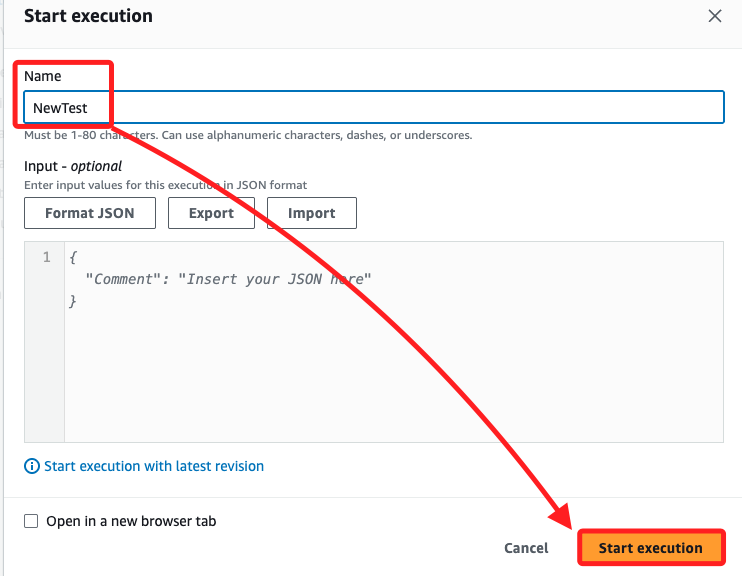 Start execution
Name
NewTest
Must be 1-80 characters. Can use alphanumeric characters, dashes, or underscores.
Input - optional
Enter input values for this execution in JSON format
Format JSON Export Import
1 {
"Comment": "Insert your JSON here"
}
Start execution with latest revision
Open in a new browser tab
Cancel Start execution